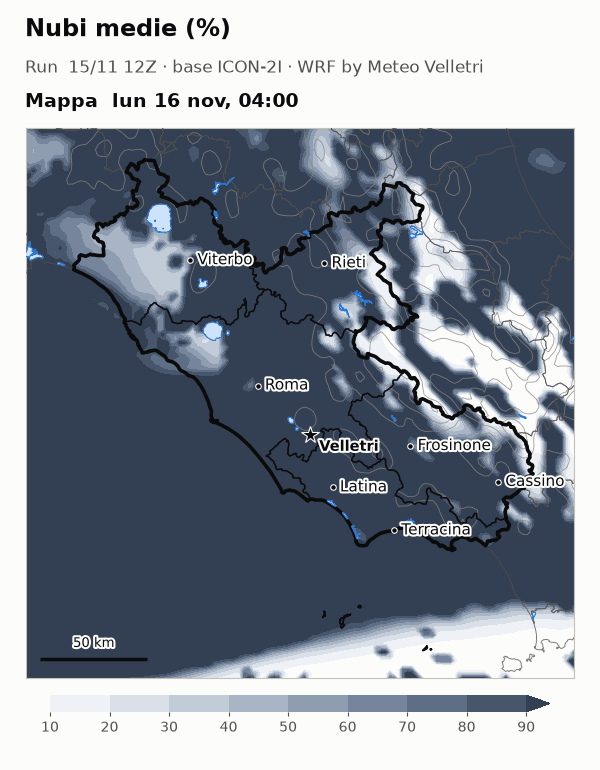 Nubi medie (%)
Run  15/11 12Z · base ICON-2I · WRF by Meteo Velletri
Mappa  lun 16 nov, 04:00
Viterbo
Rieti
Roma
Velletri
Frosinone
Latina
Cassino
Terracina
50 km
10 20 30 40 50 60 70 80 90